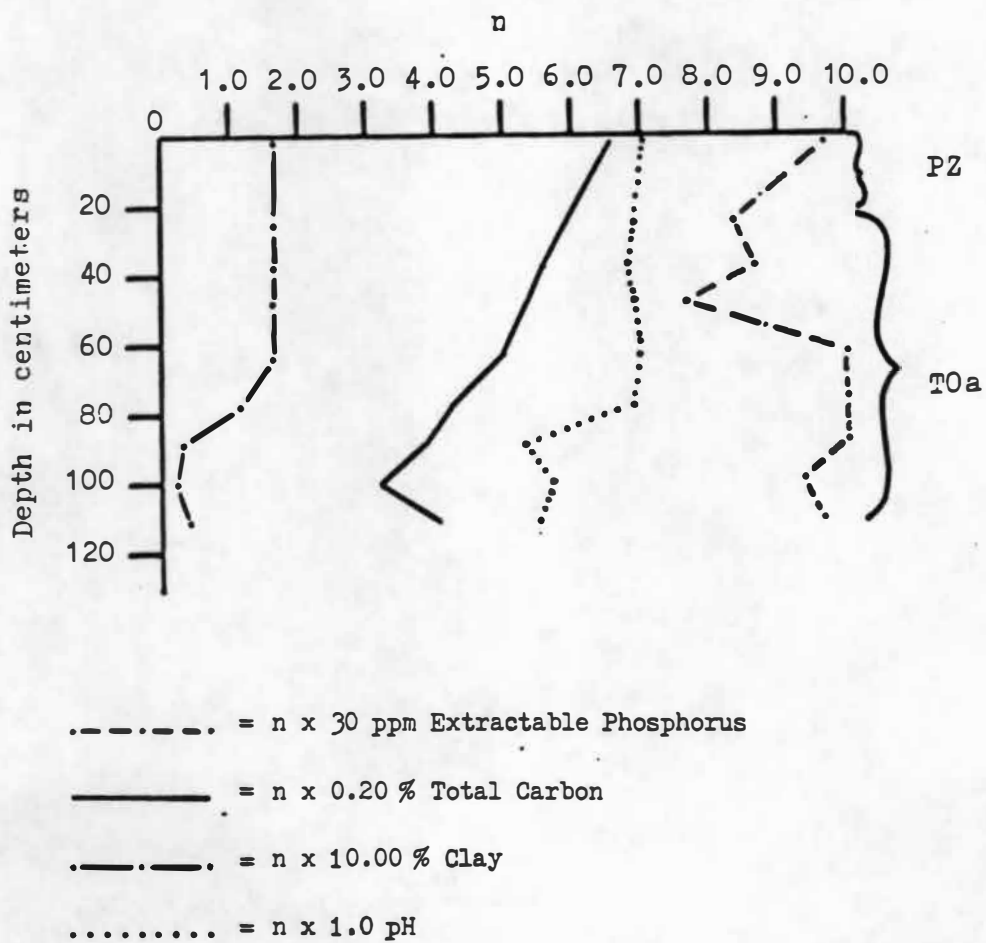 n
1.0 2.0 3.0 4.0 5.0 6.0 7.0 8.0 9.0 10.0
0
PZ
20
40
60
TOa
80
100
120
Depth in centimeters
= n x 30 ppm Extractable Phosphorus
= n x 0.20 % Total Carbon
= n x 10.00 % Clay
= n x 1.0 pH